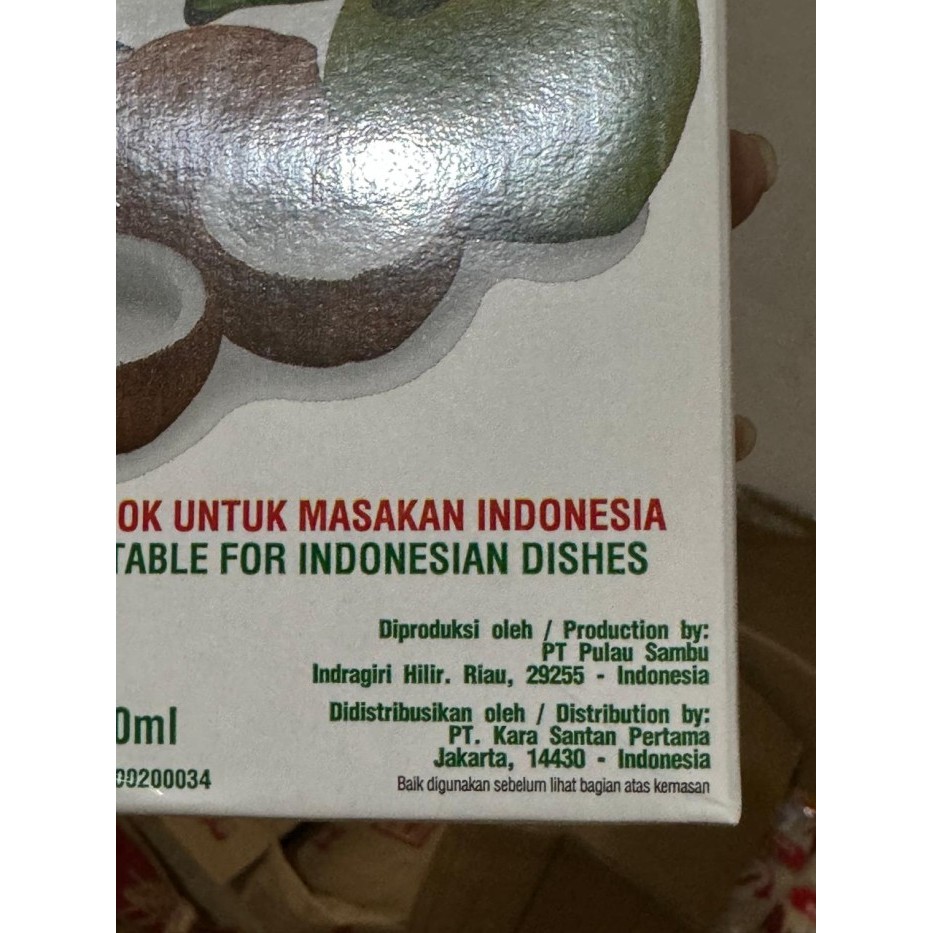 OK UNTUK MASAKAN INDONESIA
TABLE FOR INDONESIAN DISHES
Diproduksi oleh / Production by:
PT Pulau Sambu
Indragiri Hilir. Riau, 29255 - Indonesia
0ml
Didistribusikan oleh / Distribution by:
PT. Kara Santan Pertama
Jakarta, 14430 - Indonesia
00200034
Baik digunakan sebelum lihat bagian atas kemasan